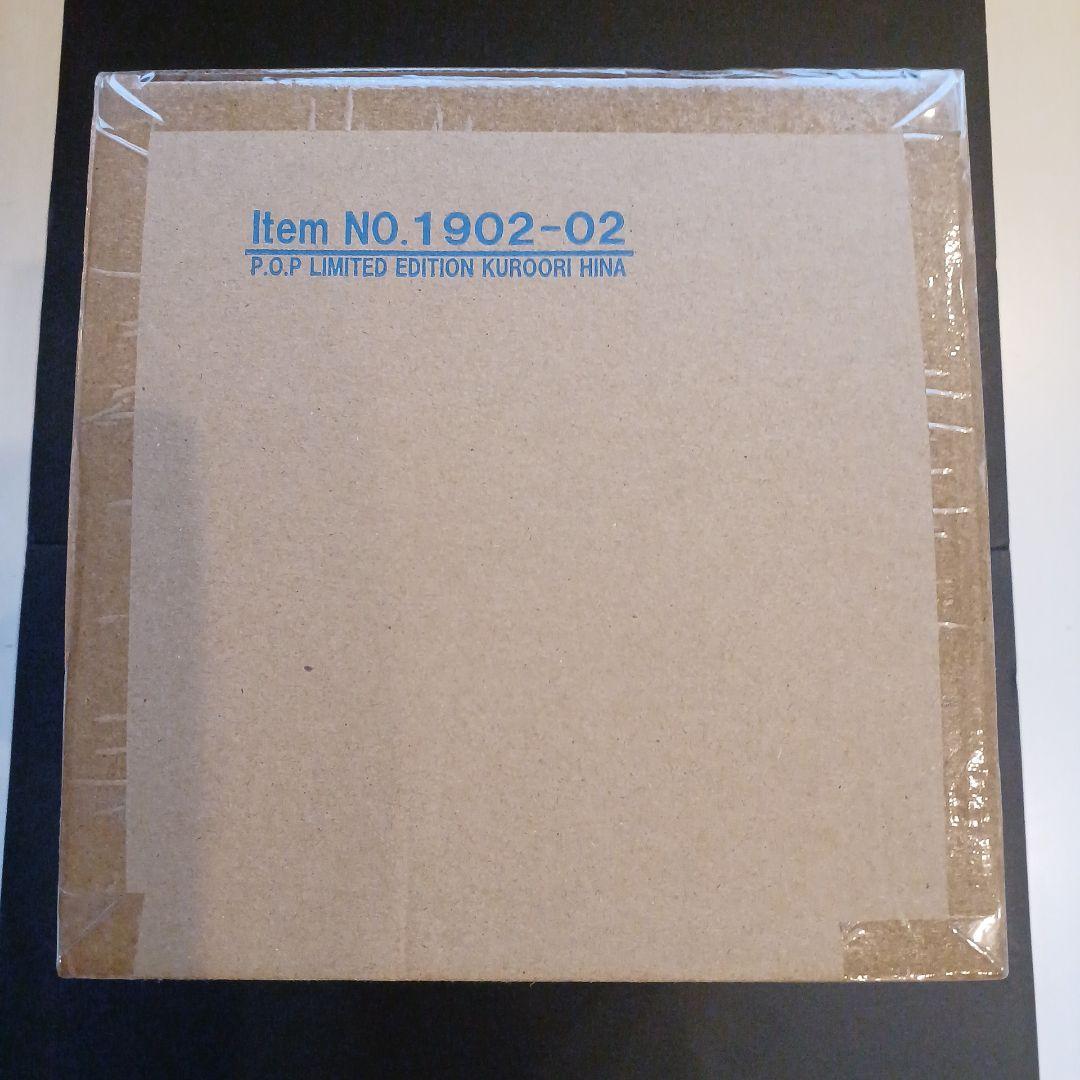 Item NO.1902-02
P.O.P LIMITED EDITION KUROORI HINA